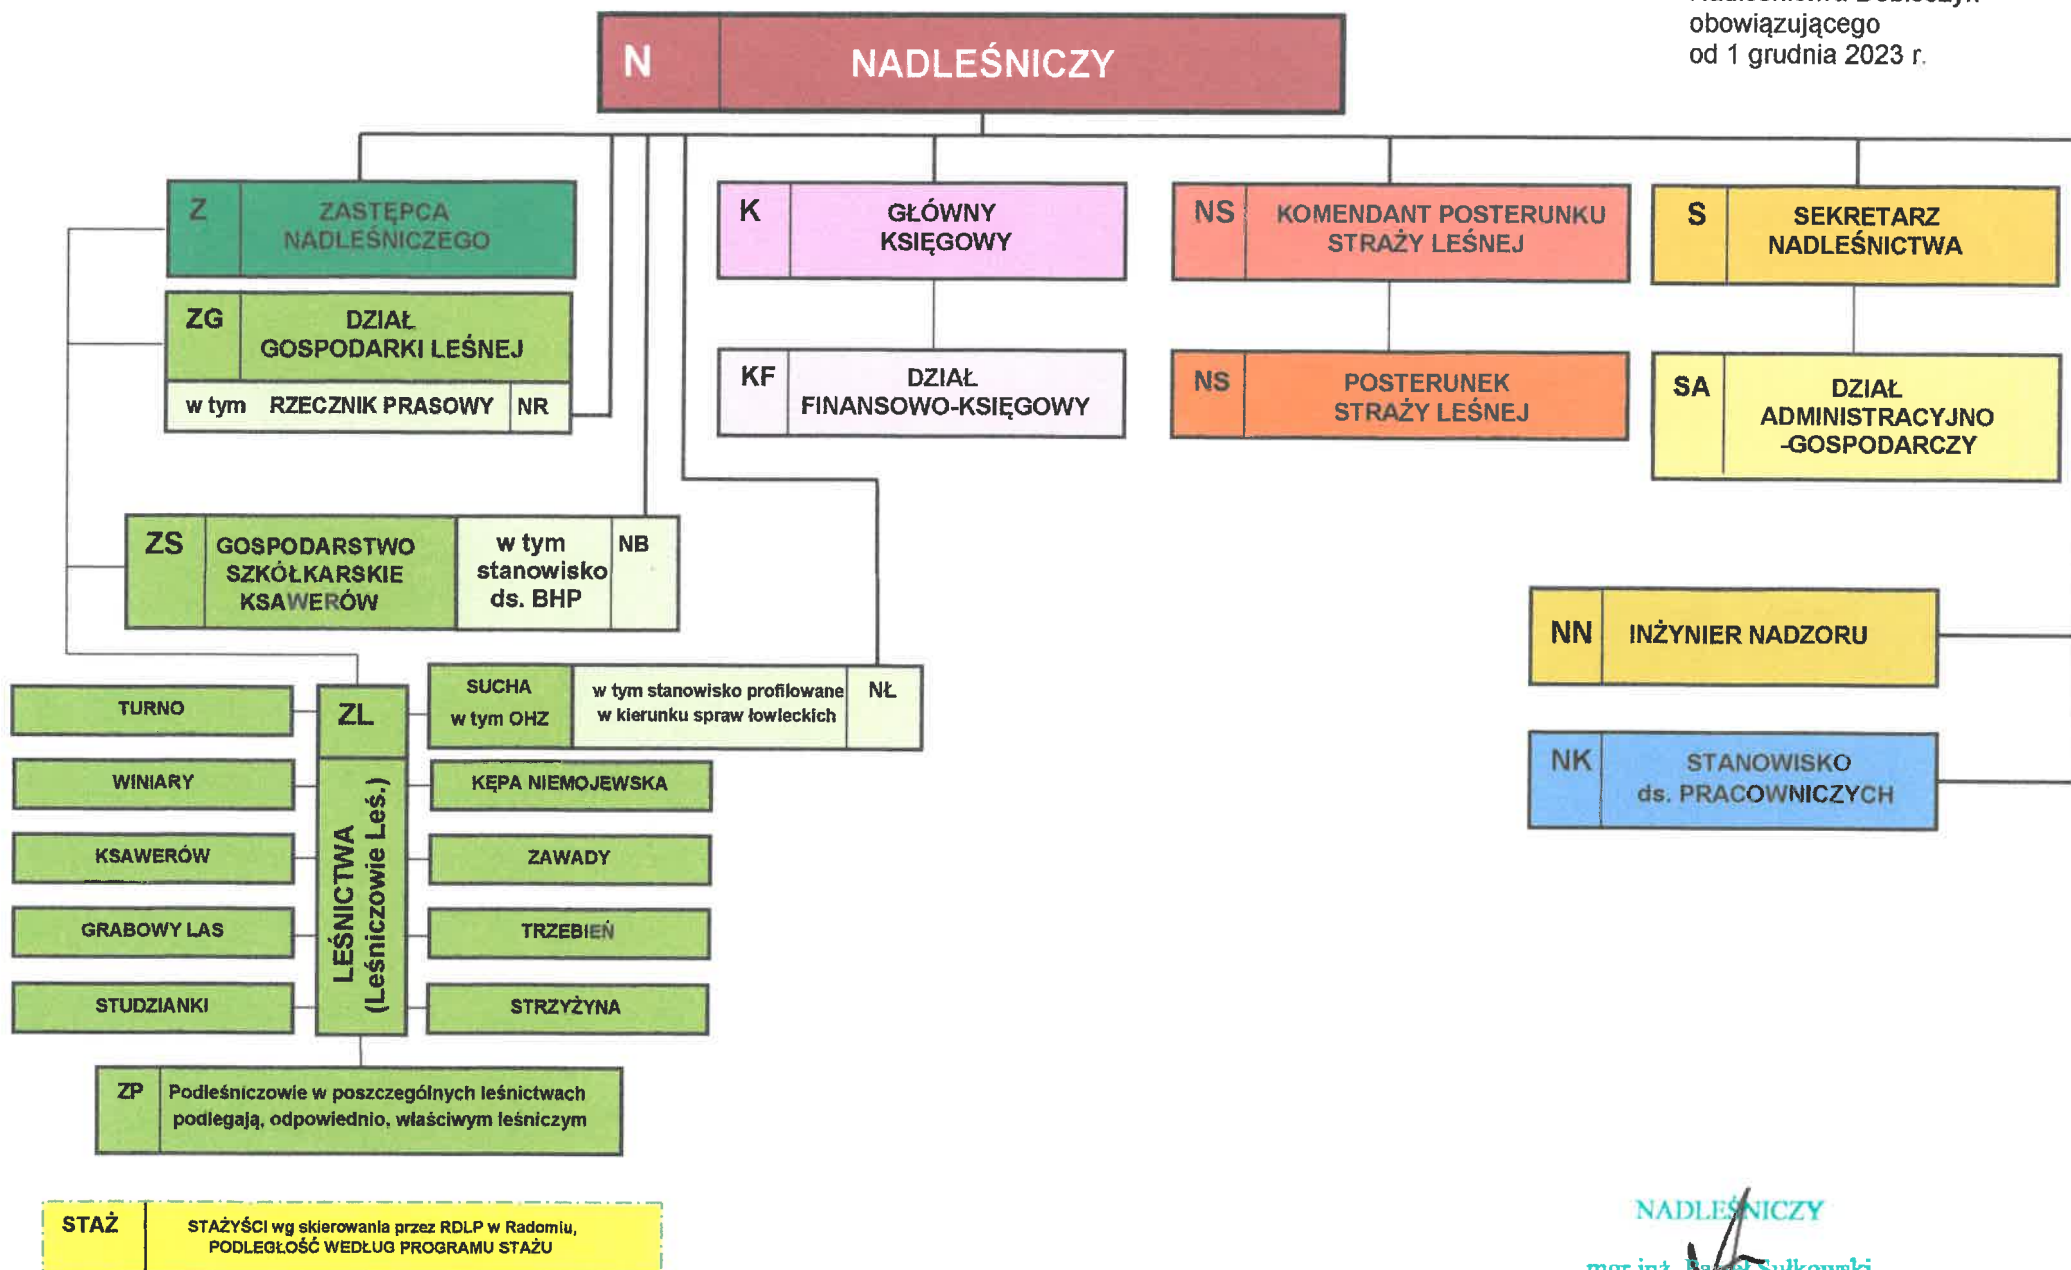 obowiązującego
od 1 grudnia 2023 r.
N NADLEŚNICZY
Z ZASTĘPCA
NADLEŚNICZEGO
K GŁÓWNY
KSIĘGOWY
NS KOMENDANT POSTERUNKU
STRAŻY LEŚNEJ
S SEKRETARZ
NADLEŚNICTWA
ZG DZIAŁ
GOSPODARKI LEŚNEJ
w tym RZECZNIK PRASOWY NR
KF DZIAŁ
FINANSOWO-KSIĘGOWY
NS POSTERUNEK
STRAŻY LEŚNEJ
SA DZIAŁ
ADMINISTRACYJNO
-GOSPODARCZY
ZS GOSPODARSTWO
SZKÓŁKARSKIE
KSAWERÓW
w tym
stanowisko
ds. BHP
NB
NN INŻYNIER NADZORU
NK STANOWISKO
ds. PRACOWNICZYCH
ZL
LEŚNICTWA
(Leśniczowie Leś.)
TURNO
WINIARY
KSAWERÓW
GRABOWY LAS
STUDZIANKI
SUCHA
w tym OHZ
w tym stanowisko profilowane
w kierunku spraw łowieckich
NŁ
KĘPA NIEMOJEWSKA
ZAWADY
TRZEBIEŃ
STRZYŻYNA
ZP Podleśniczowie w poszczególnych leśnictwach
podlegają, odpowiednio, właściwym leśniczym
STAŻ STAŻYŚCI wg skierowania przez RDLP w Radomiu,
PODLEGŁOŚĆ WEDŁUG PROGRAMU STAŻU
NADLEŚNICZY
mgr inż. Sułkowski